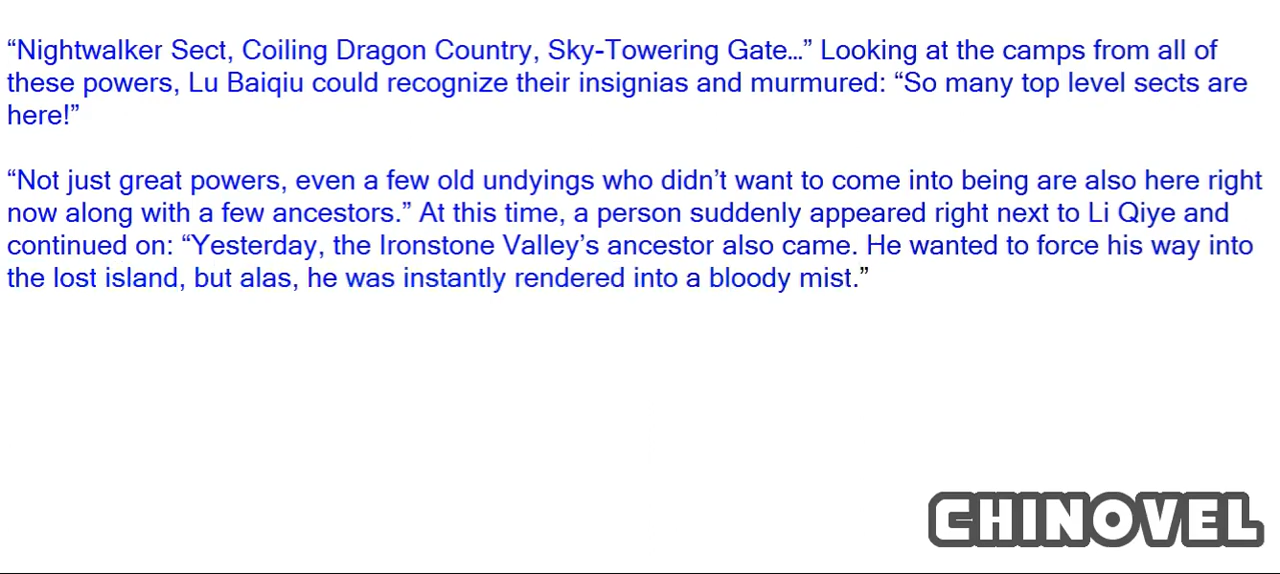 “Nightwalker Sect, Coiling Dragon Country, Sky-Towering Gate…” Looking at the camps from all of
these powers, Lu Baiqiu could recognize their insignias and murmured: “So many top level sects are
here!”
“Not just great powers, even a few old undyings who didn’t want to come into being are also here right
now along with a few ancestors.” At this time, a person suddenly appeared right next to Li Qiye and
continued on: “Yesterday, the Ironstone Valley’s ancestor also came. He wanted to force his way into
the lost island, but alas, he was instantly rendered into a bloody mist.”
CHINOVEL